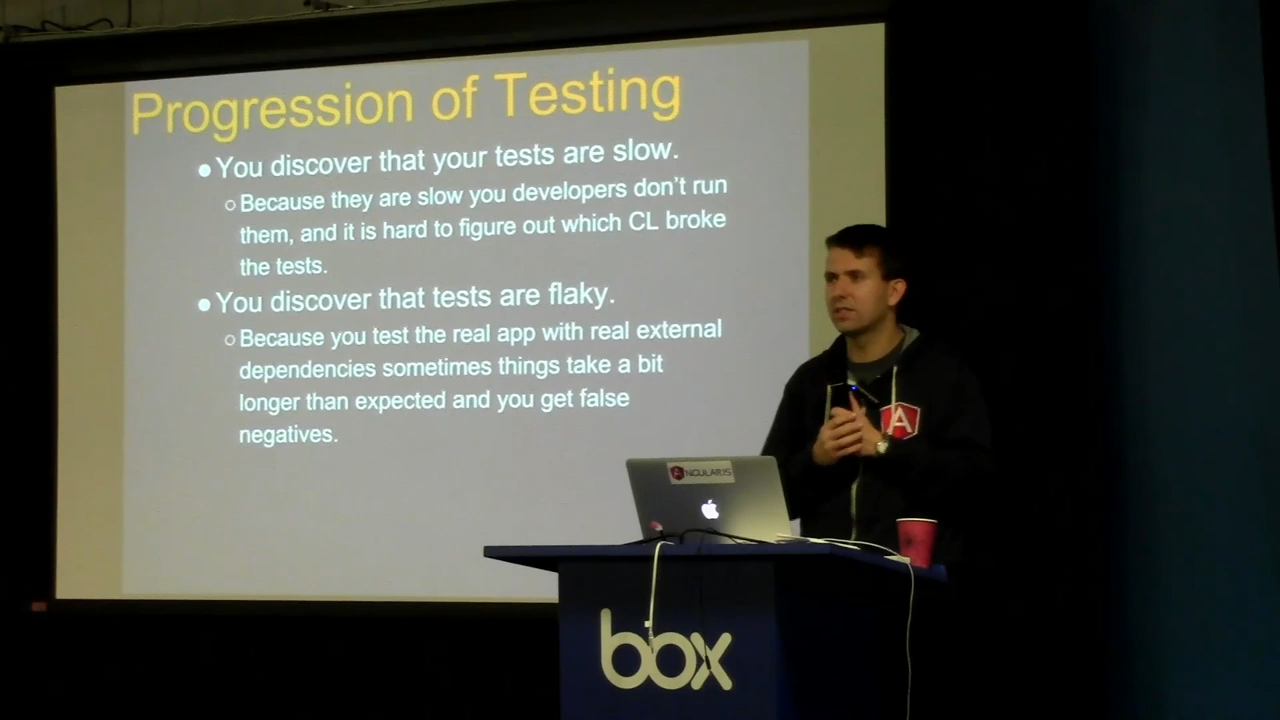 Progression of Testing
●You discover that your tests are slow.
○Because they are slow you developers don't run
them, and it is hard to figure out which CL broke
the tests.
●You discover that tests are flaky.
○Because you test the real app with real external
dependencies sometimes things take a bit
longer than expected and you get false
negatives.
A
ANGULARJS
box